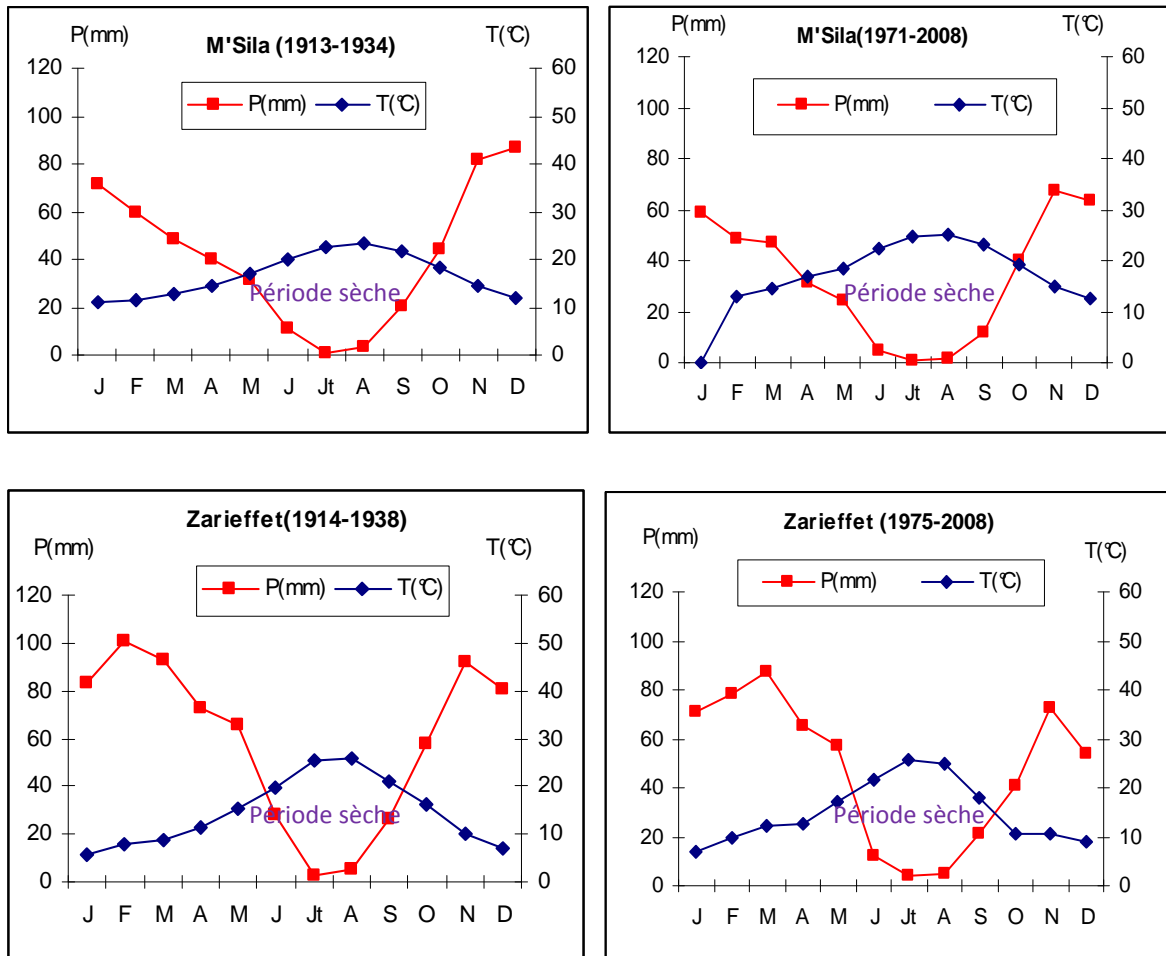 M'Sila (1913-1934)
P(mm)
T(°C)
P(mm)
T(°C)
120
100
80
60
40
20
0
60
50
40
30
20
10
0
Période sèche
J F M A M J Jt A S O N D
M'Sila(1971-2008)
P(mm)
T(°C)
P(mm)
T(°C)
120
100
80
60
40
20
0
60
50
40
30
20
10
0
Période sèche
J F M A M J Jt A S O N D
Zarieffet(1914-1938)
P(mm)
T(°C)
P(mm)
T(°C)
120
100
80
60
40
20
0
60
50
40
30
20
10
0
Période sèche
J F M A M J Jt A S O N D
Zarieffet (1975-2008)
P(mm)
T(°C)
P(mm)
T(°C)
120
100
80
60
40
20
0
60
50
40
30
20
10
0
Période sèche
J F M A M J Jt A S O N D